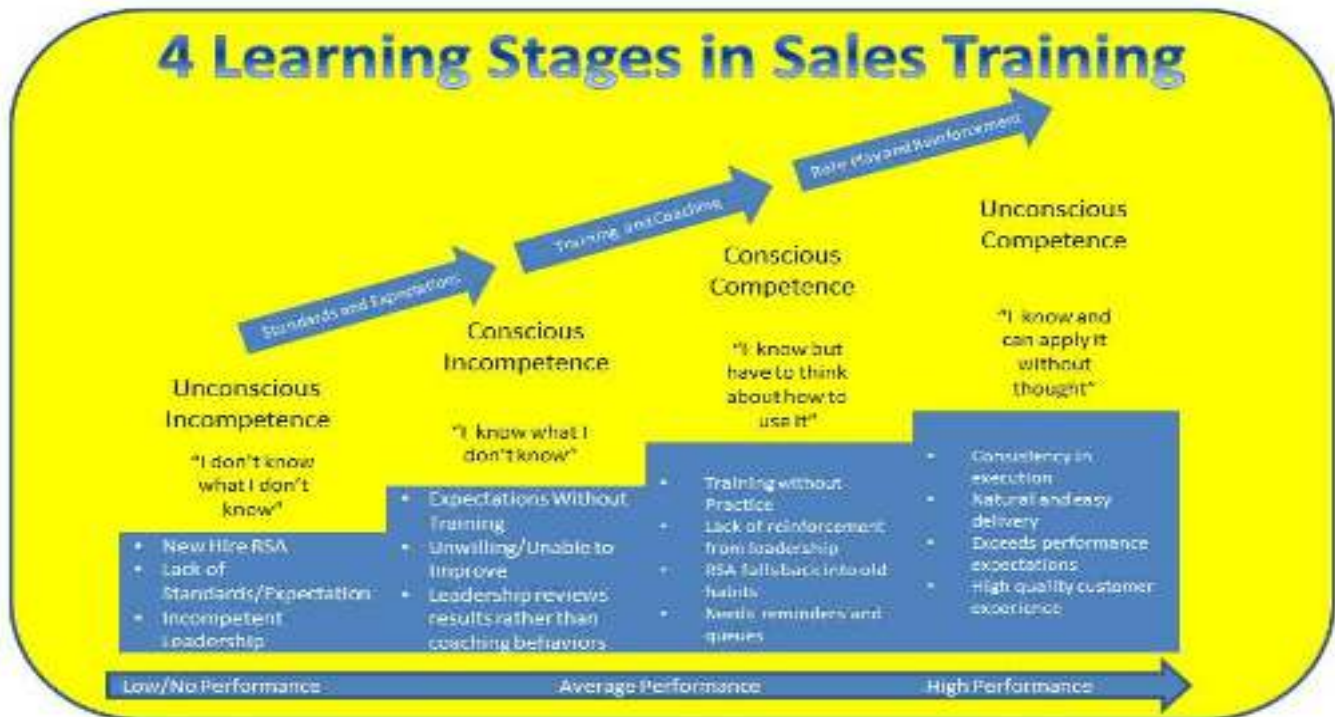 4 Learning Stages in Sales Training
Standards and Expectations
Training and Coaching
Role-Play and Reinforcement
Unconscious
Incompetence
"I don't know
what I don't
know"
• New Hire RSA
• Lack of
Standards/Expectation
• Incompetent
Leadership
Conscious
Incompetence
"I know what I
don't know"
• Expectations Without
Training
• Unwilling/Unable to
Improve
• Leadership reviews
results rather than
coaching behaviors
Conscious
Competence
"I know but
have to think
about how to
use it"
• Training without
Practice
• Lack of reinforcement
from leadership
• RSA falls back into old
habits
• Needs reminders and
queues
Unconscious
Competence
"I know and
can apply it
without
thought"
• Consistency in
execution
• Natural and easy
delivery
• Exceeds performance
expectations
• High quality customer
experience
Low/No Performance
Average Performance
High Performance